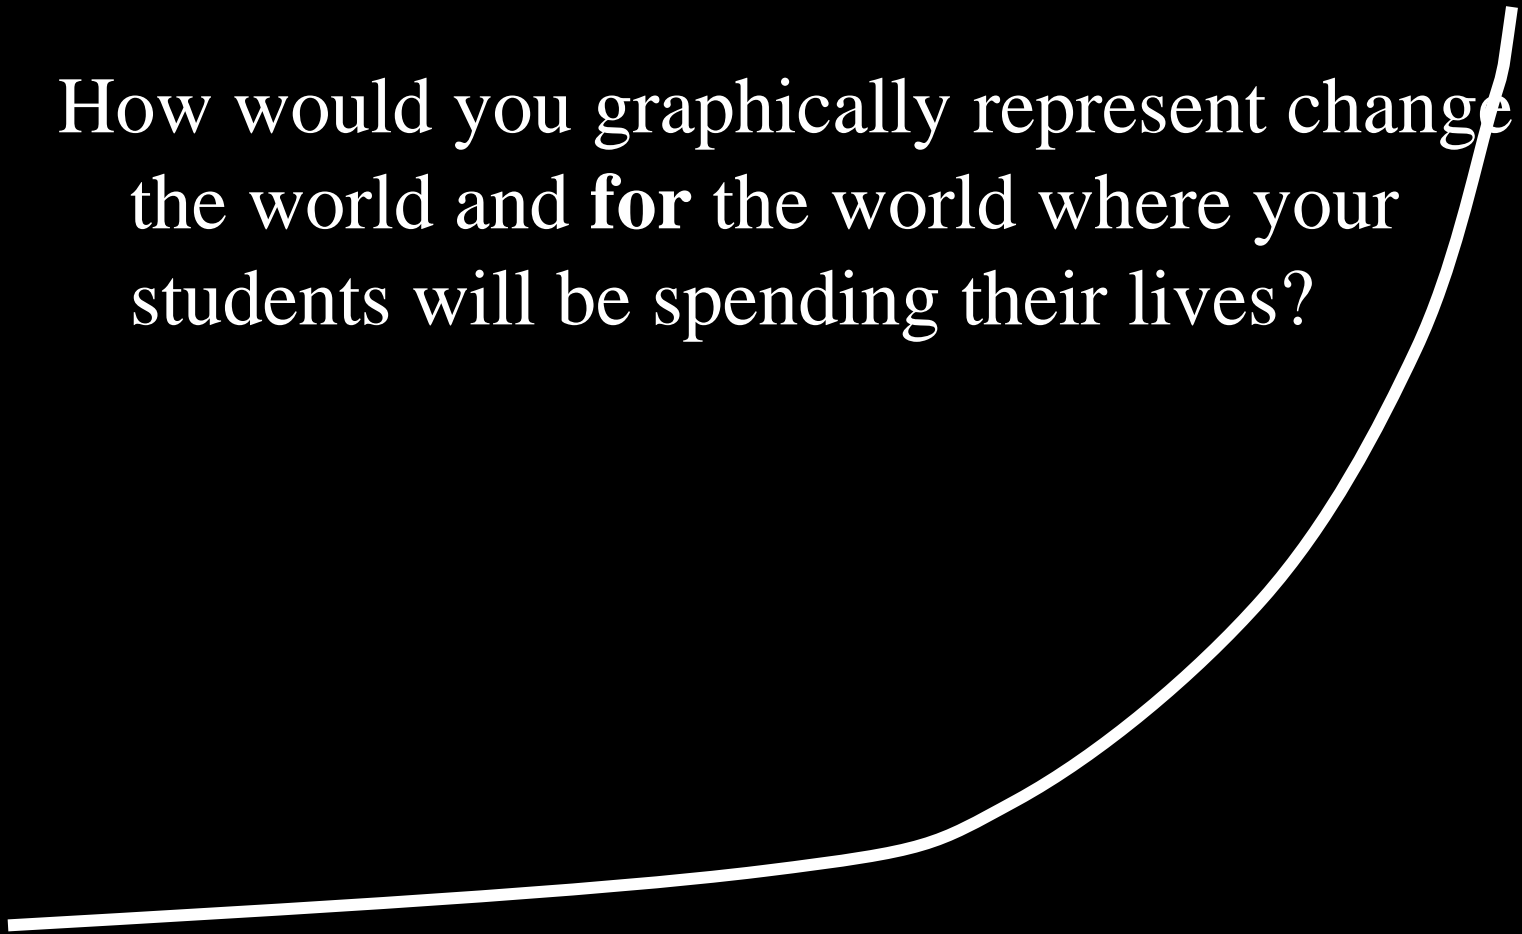 How would you graphically represent change
the world and for the world where your
students will be spending their lives?